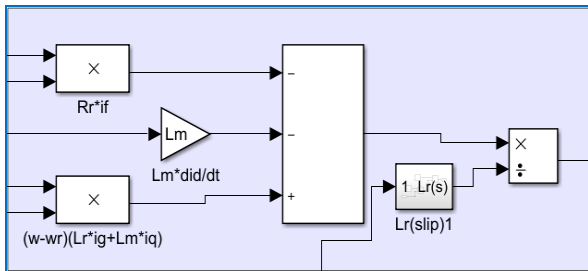 ×
−
Rr*if
Lm
−
×
÷
Lm*did/dt
×
+
1 Lr(s)
(w-wr)(Lr*ig+Lm*iq)
Lr(slip)1